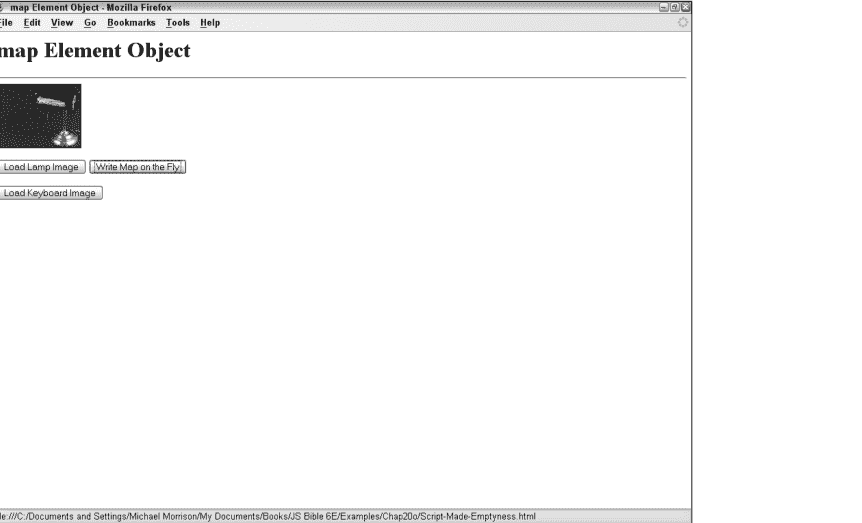 map Element Object - Mozilla Firefox
File Edit View Go Bookmarks Tools Help
map Element Object
Load Lamp Image Write Map on the Fly
Load Keyboard Image
le:///C:/Documents and Settings/Michael Morrison/My Documents/Books/JS Bible 6E/Examples/Chap20o/Script-Made-Emptyness.html